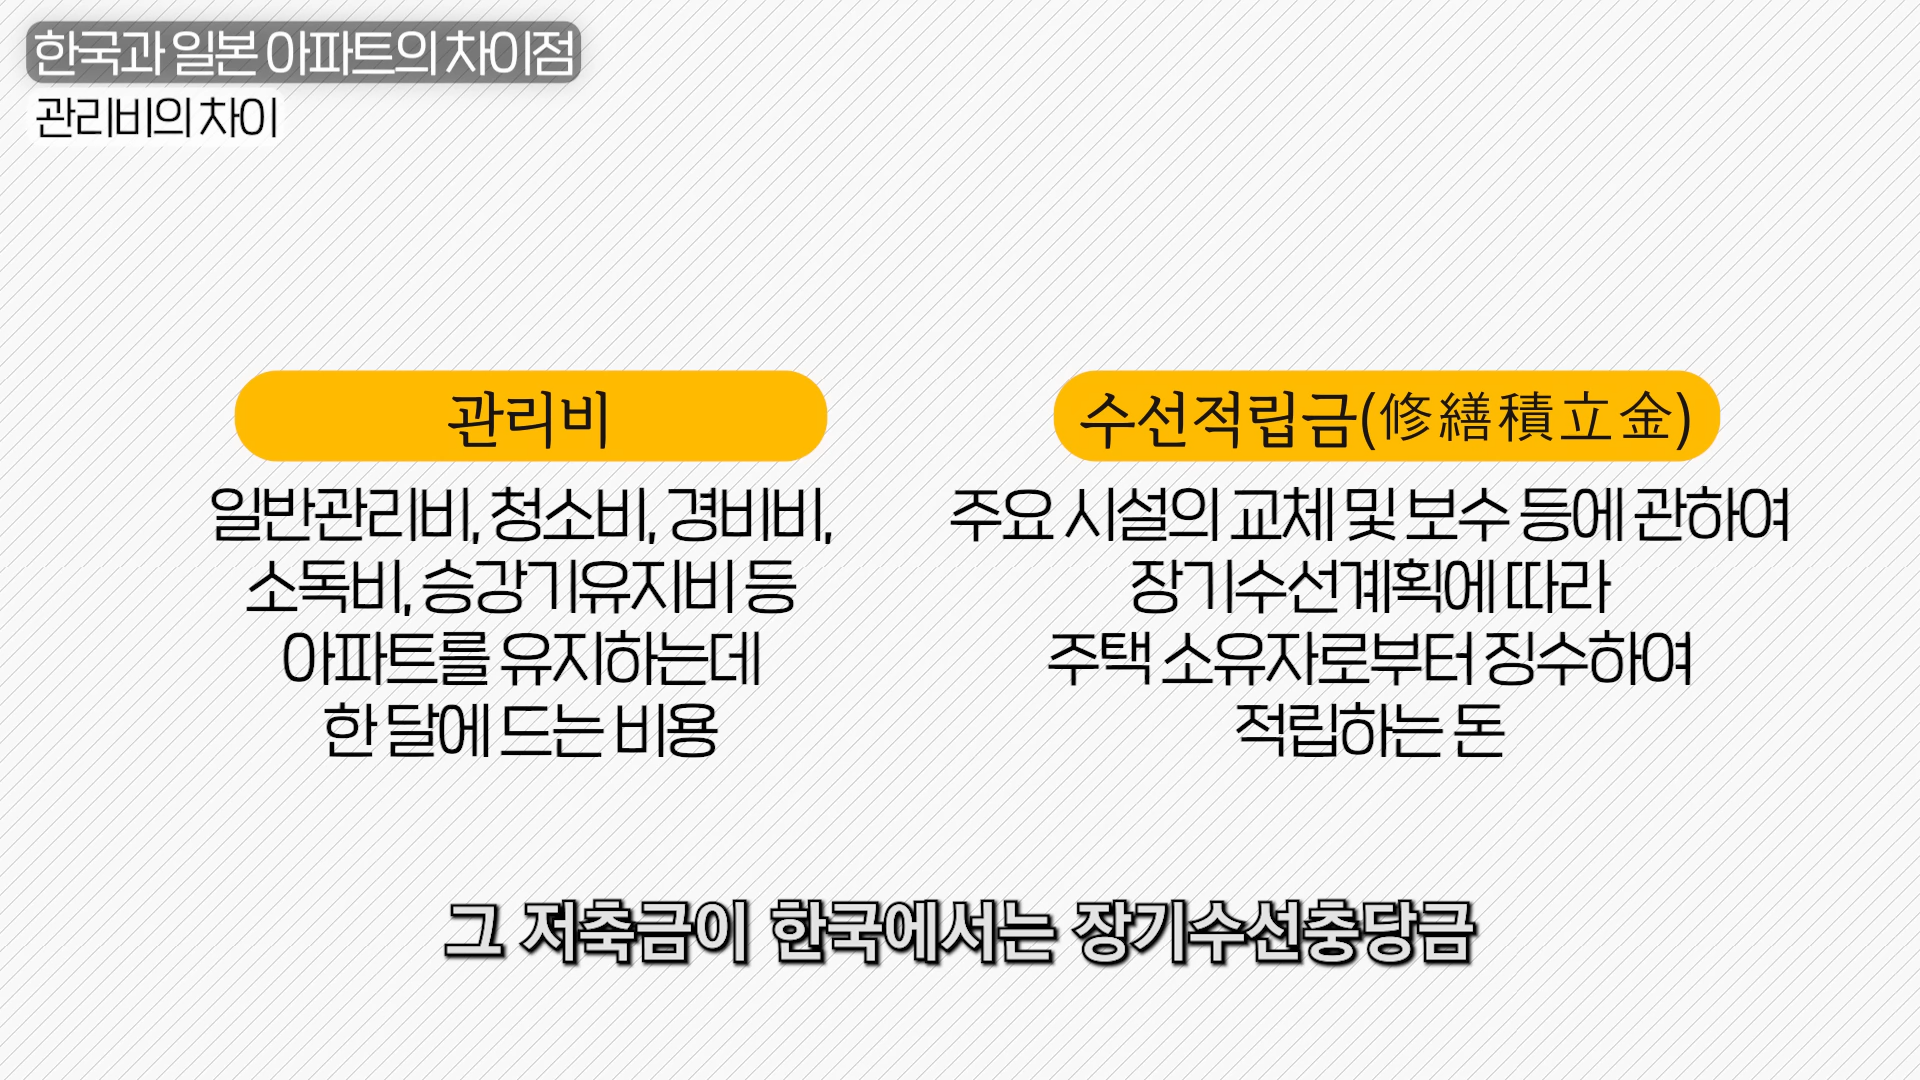 한국과 일본 아파트의 차이점
관리비의 차이
관리비
일반관리비, 청소비, 경비비,
소독비, 승강기유지비 등
아파트를 유지하는데
한 달에 드는 비용
수선적립금(修繕積立金)
주요 시설의 교체 및 보수 등에 관하여
장기수선계획에 따라
주택 소유자로부터 징수하여
적립하는 돈
그 저축금이 한국에서는 장기수선충당금